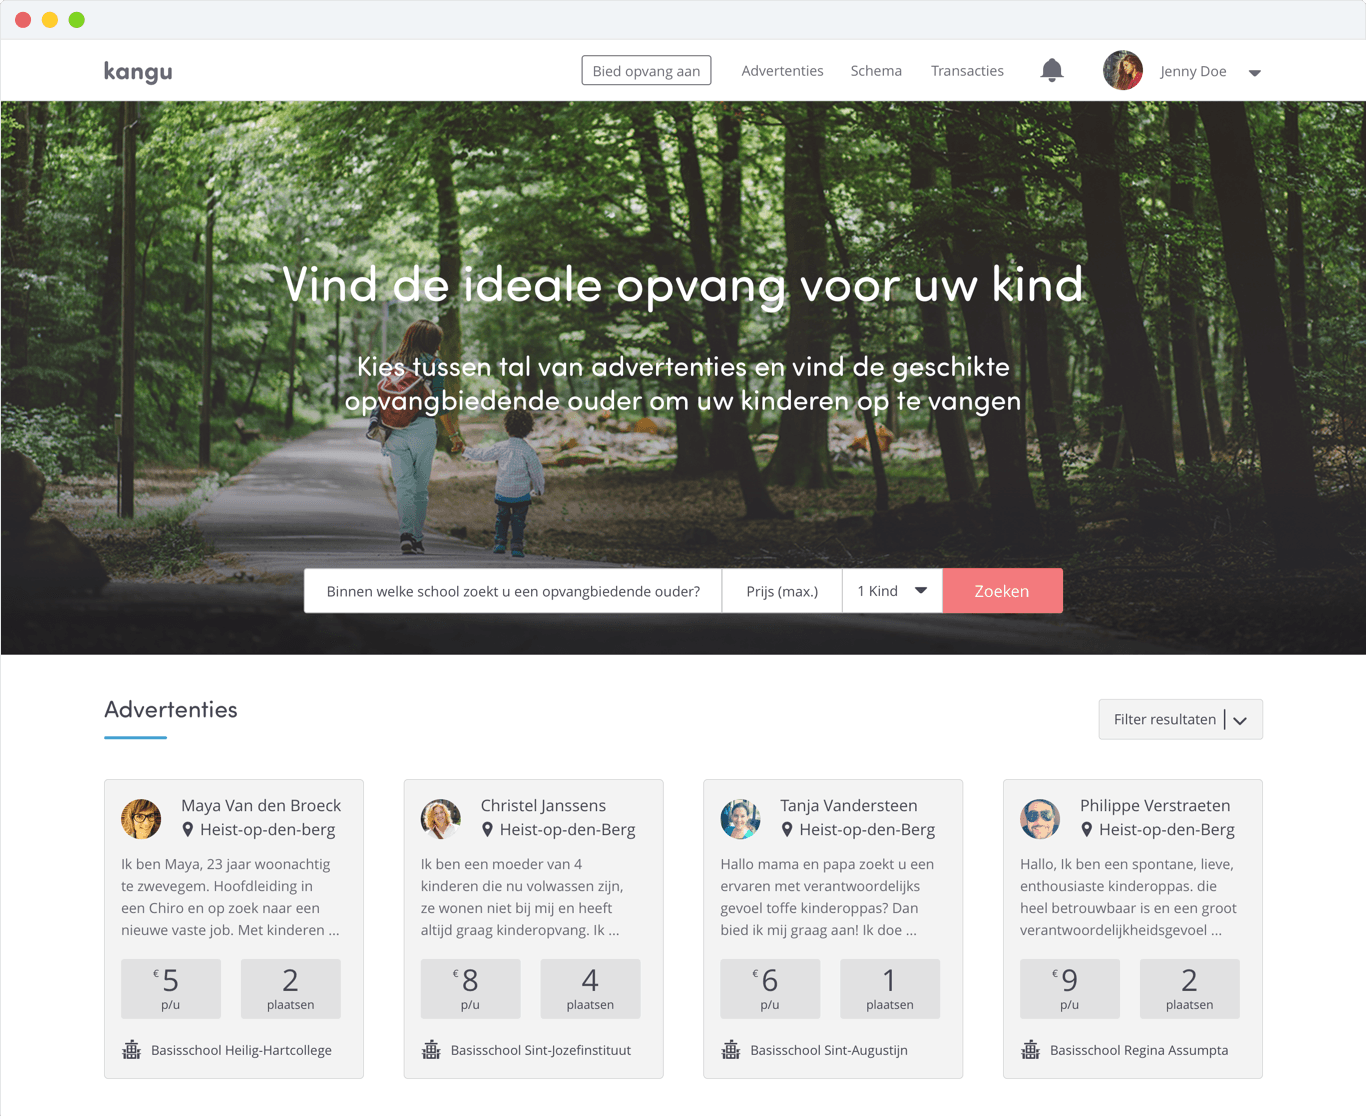 kangu
Bied opvang aan
Advertenties
Schema
Transacties
Jenny Doe
Vind de ideale opvang voor uw kind
Kies tussen tal van advertenties en vind de geschikte
opvangbiedende ouder om uw kinderen op te vangen
Binnen welke school zoekt u een opvangbiedende ouder?
Prijs (max.)
1 Kind
Zoeken
Advertenties
Filter resultaten
Maya Van den Broeck
Heist-op-den-berg
Ik ben Maya, 23 jaar woonachtig
te zwevegem. Hoofdleiding in
een Chiro en op zoek naar een
nieuwe vaste job. Met kinderen ...
€ 5
p/u
2
plaatsen
Basisschool Heilig-Hartcollege
Christel Janssens
Heist-op-den-Berg
Ik ben een moeder van 4
kinderen die nu volwassen zijn,
ze wonen niet bij mij en heeft
altijd graag kinderopvang. Ik ...
€ 8
p/u
4
plaatsen
Basisschool Sint-Jozefinstituut
Tanja Vandersteen
Heist-op-den-Berg
Hallo mama en papa zoekt u een
ervaren met verantwoordelijks
gevoel toffe kinderoppas? Dan
bied ik mij graag aan! Ik doe ...
€ 6
p/u
1
plaatsen
Basisschool Sint-Augustijn
Philippe Verstraeten
Heist-op-den-Berg
Hallo, Ik ben een spontane, lieve,
enthousiaste kinderoppas. die
heel betrouwbaar is en een groot
verantwoordelijkheidsgevoel ...
€ 9
p/u
2
plaatsen
Basisschool Regina Assumpta